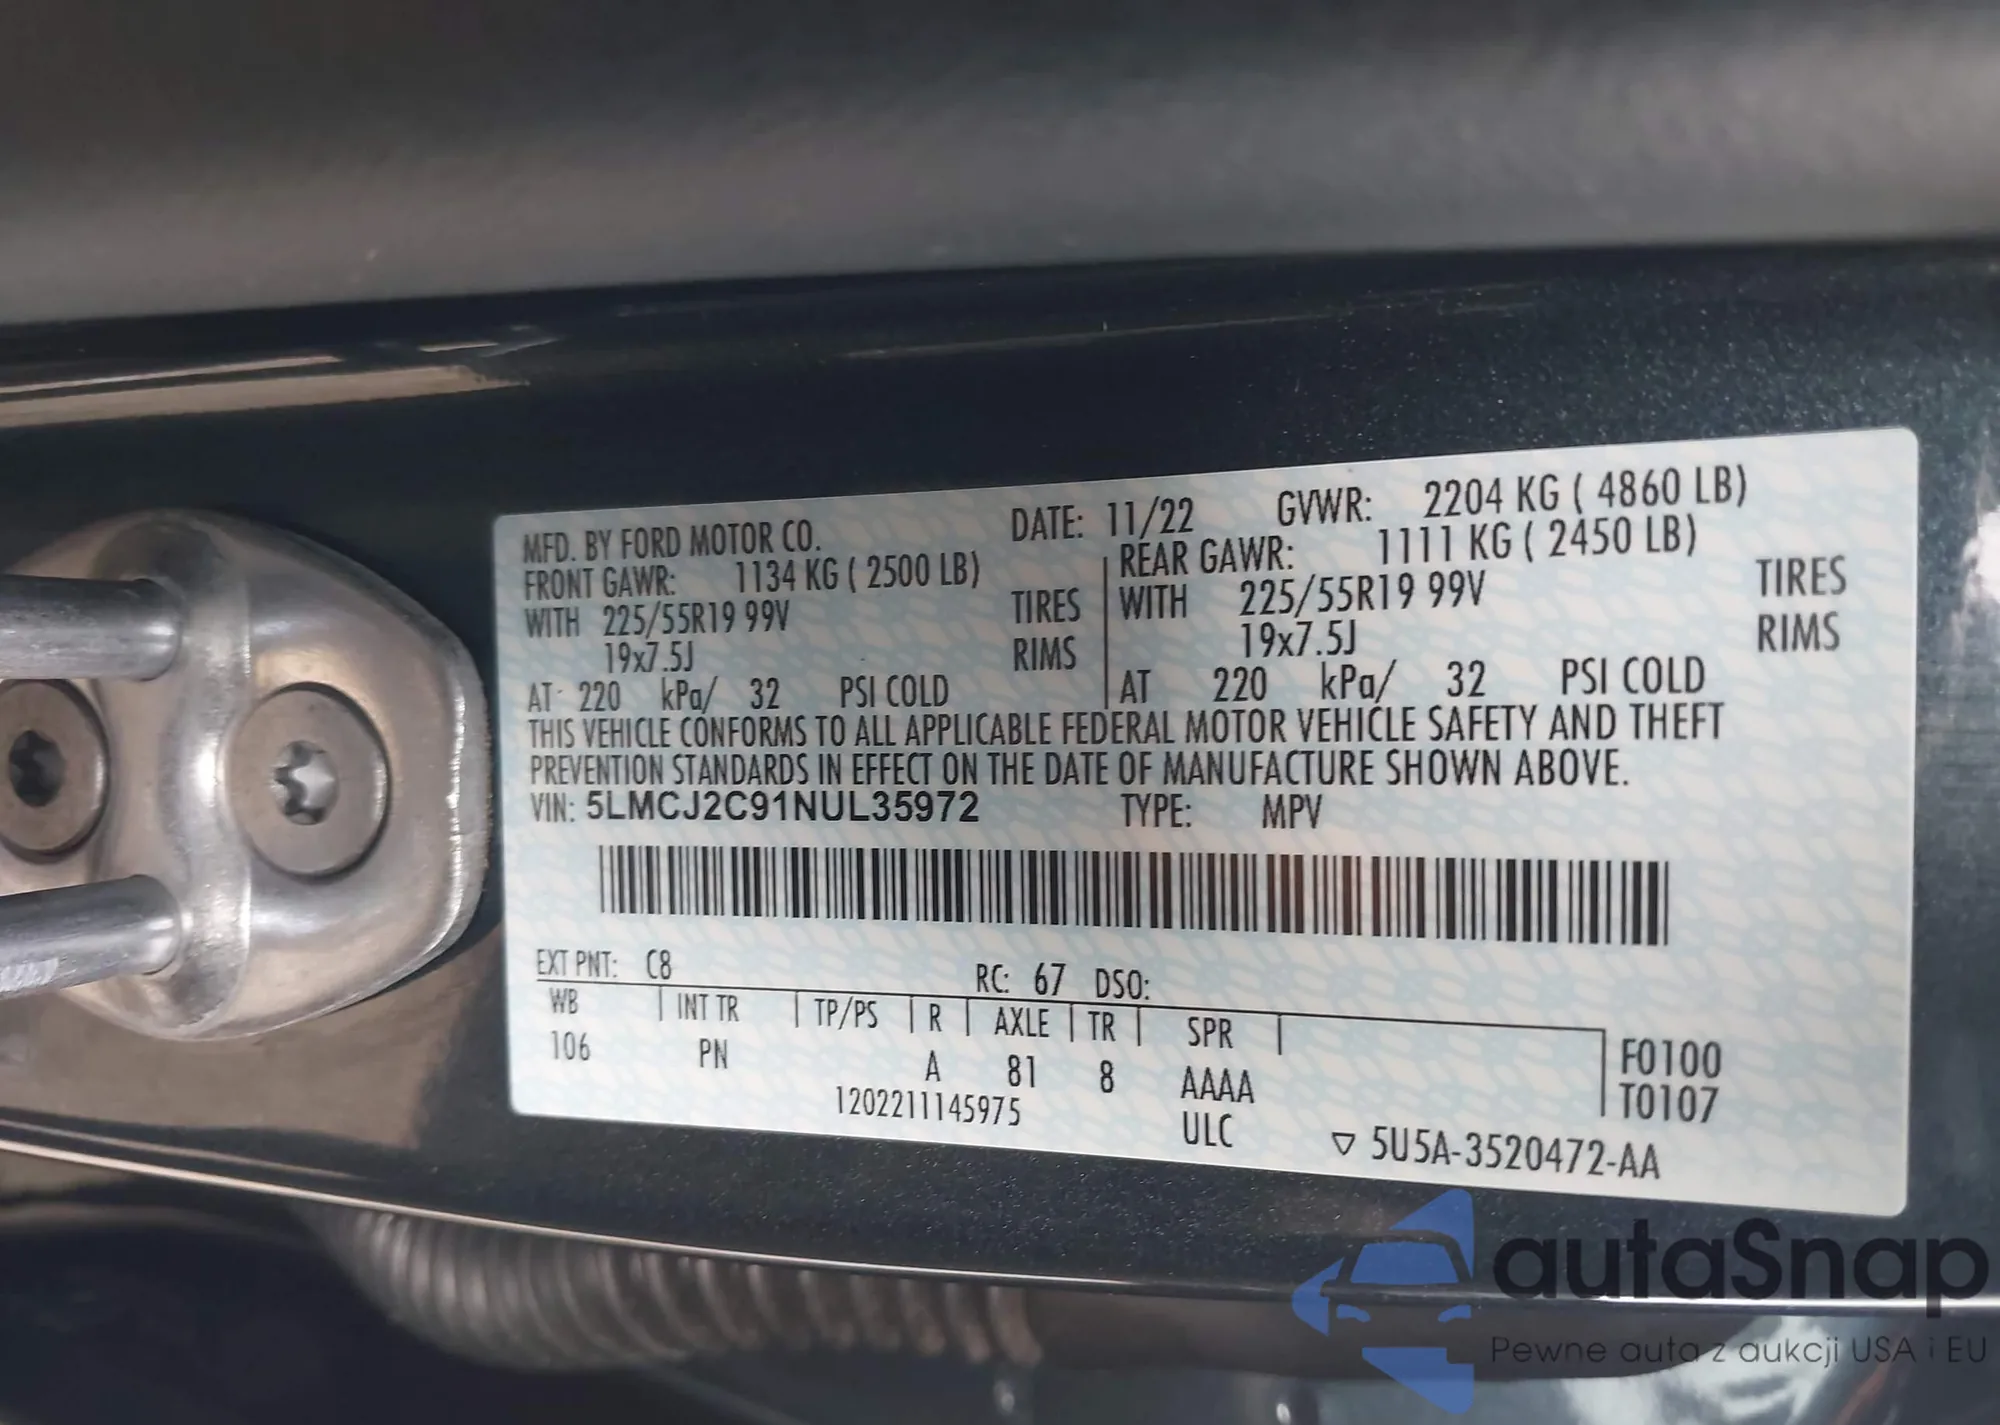 MFD. BY FORD MOTOR CO. DATE: 11/22 GVWR: 2204 KG ( 4860 LB)
FRONT GAWR: 1134 KG ( 2500 LB) REAR GAWR: 1111 KG ( 2450 LB)
WITH 225/55R19 99V TIRES WITH 225/55R19 99V TIRES
19x7.5J RIMS 19x7.5J RIMS
AT 220 kPa/ 32 PSI COLD AT 220 kPa/ 32 PSI COLD
THIS VEHICLE CONFORMS TO ALL APPLICABLE FEDERAL MOTOR VEHICLE SAFETY AND THEFT
PREVENTION STANDARDS IN EFFECT ON THE DATE OF MANUFACTURE SHOWN ABOVE.
VIN: 5LMCJ2C91NUL35972 TYPE: MPV
EXT PNT: C8 RC: 67 DSO:
WB INT TR TP/PS R AXLE TR SPR
106 PN A 81 8 AAAA F0100
T0107
1202211145975 ULC
▽ 5U5A-3520472-AA
autaSnap
Pewne auta z aukcji USA i EU